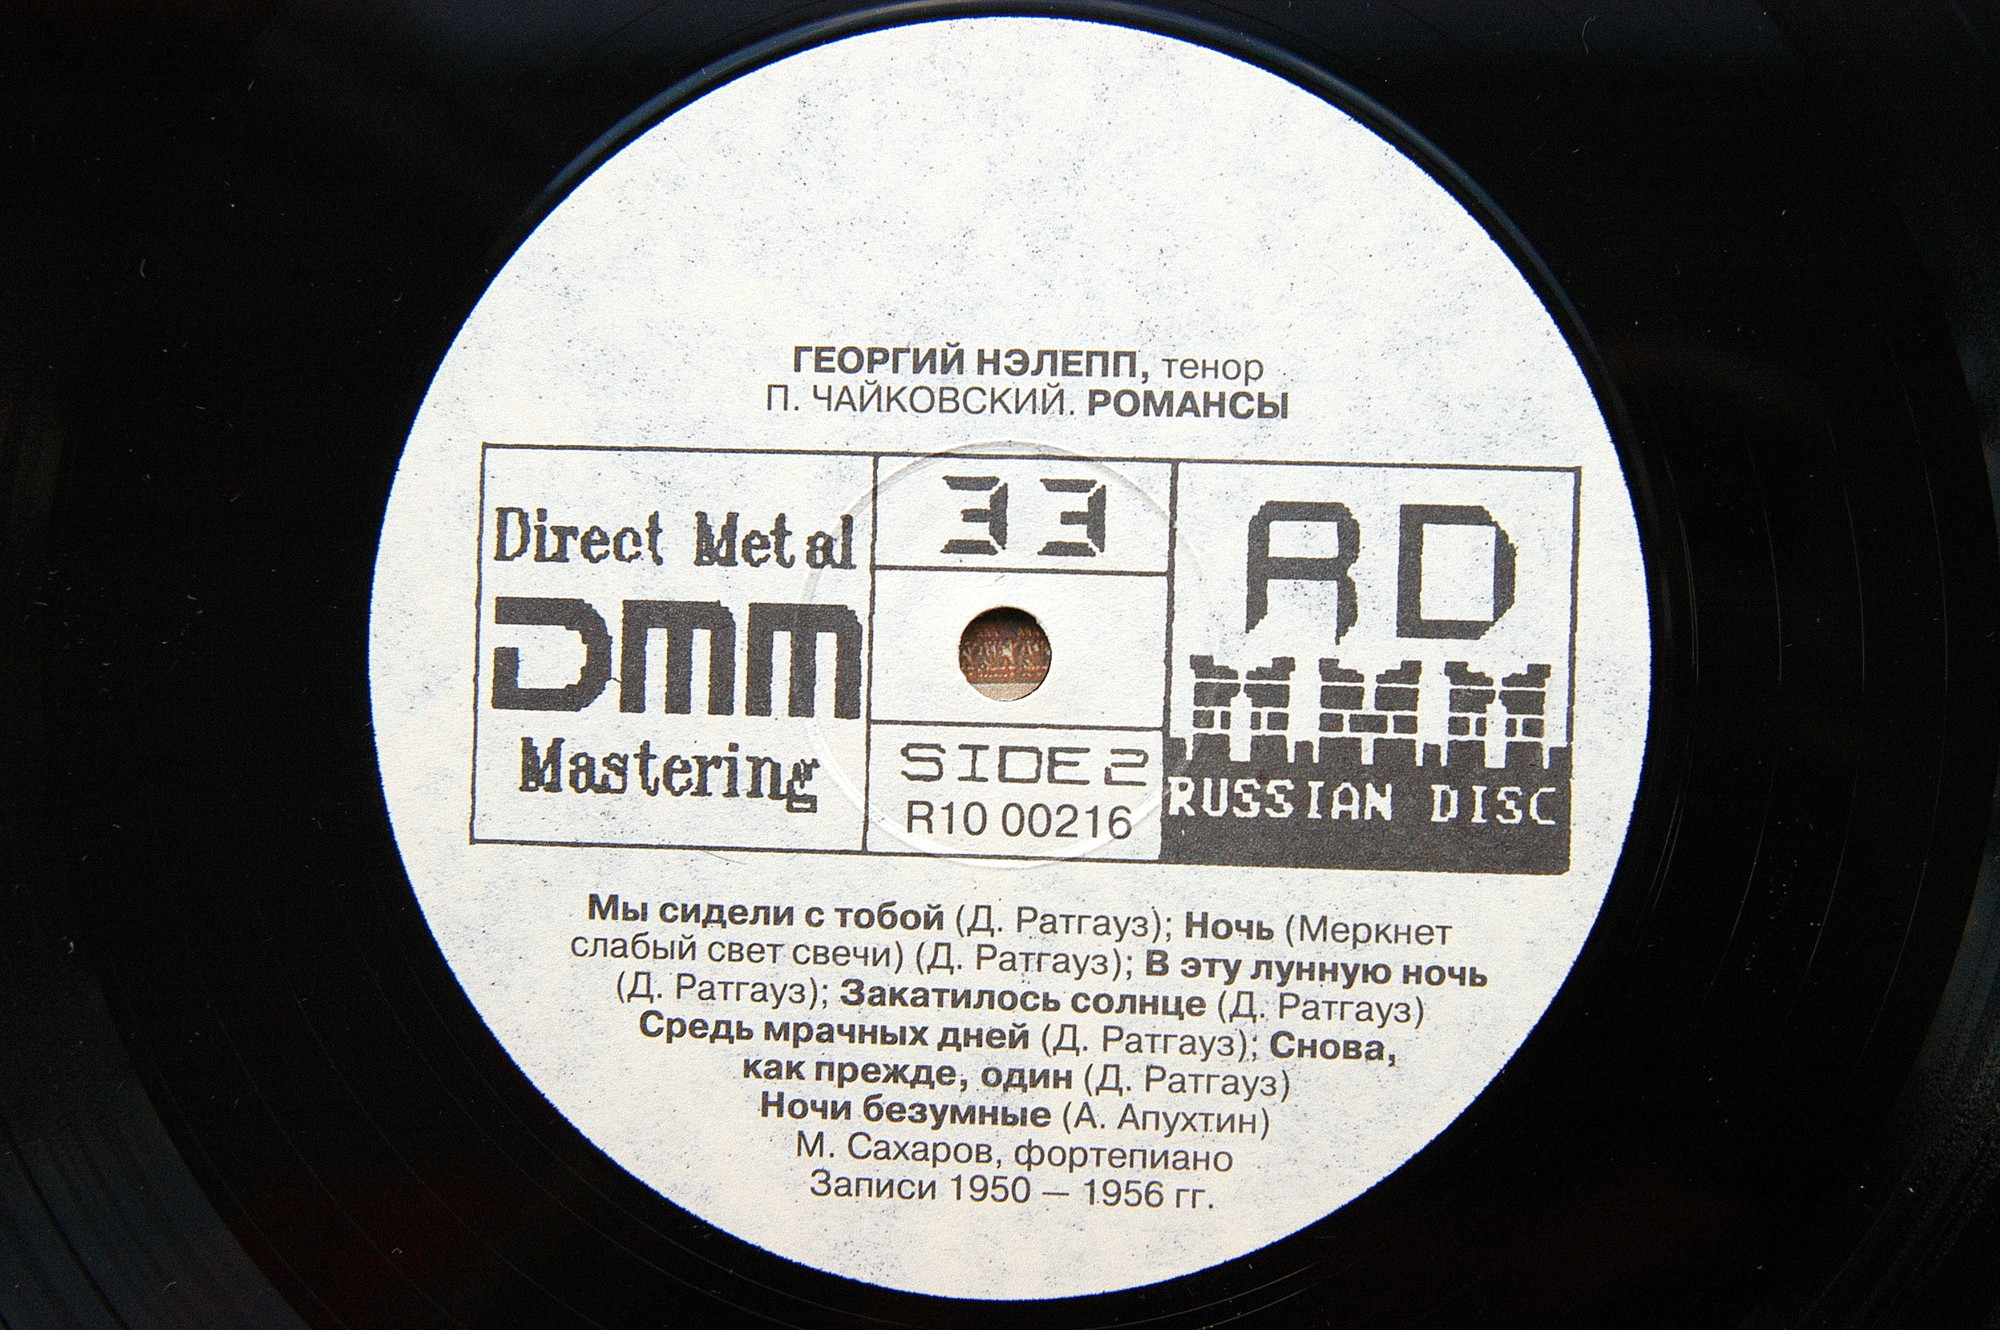 ГЕОРГИЙ НЭЛЕПП, тенор
П. ЧАЙКОВСКИЙ. РОМАНСЫ
Direct Metal
DMM
Mastering
33
SIDE 2
R10 00216
RD
RUSSIAN DISC
Мы сидели с тобой (Д. Ратгауз); Ночь (Меркнет
слабый свет свечи) (Д. Ратгауз); В эту лунную ночь
(Д. Ратгауз); Закатилось солнце (Д. Ратгауз)
Средь мрачных дней (Д. Ратгауз); Снова,
как прежде, один (Д. Ратгауз)
Ночи безумные (А. Апухтин)
М. Сахаров, фортепиано
Записи 1950 — 1956 гг.